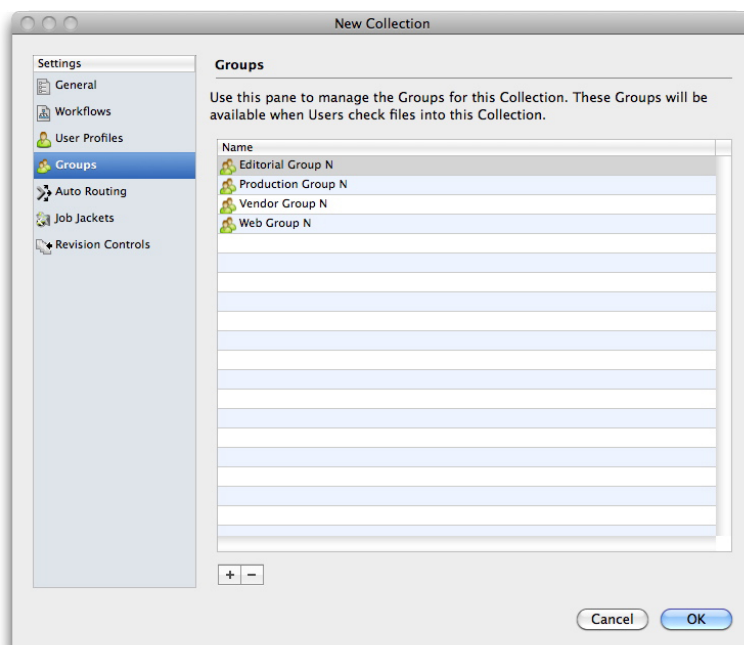 New Collection
Settings
General
Workflows
User Profiles
Groups
Auto Routing
Job Jackets
Revision Controls
Groups
Use this pane to manage the Groups for this Collection. These Groups will be
available when Users check files into this Collection.
Name
Editorial Group N
Production Group N
Vendor Group N
Web Group N
+ −
Cancel OK